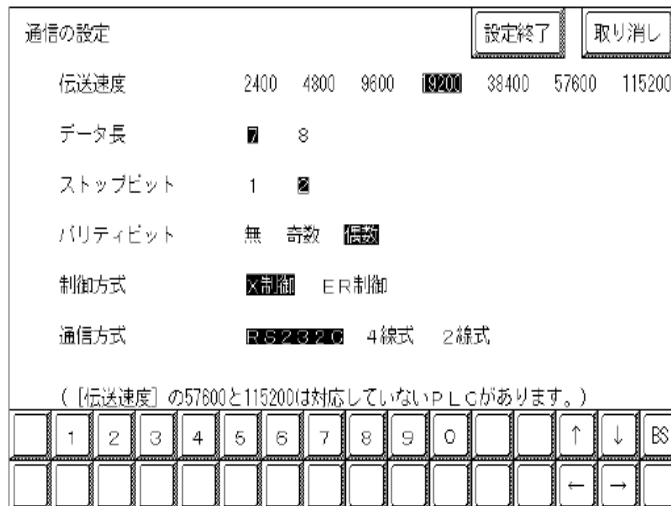 通信の設定 設定終了 取り消し
伝送速度 2400 4800 9600 19200 38400 57600 115200
データ長 7 8
ストップビット 1 2
パリティビット 無 奇数 偶数
制御方式 X制御 ER制御
通信方式 RS232C 4線式 2線式
([伝送速度]の57600と115200は対応していないPLCがあります。)
1 2 3 4 5 6 7 8 9 0 ↑ ↓ BS
← →